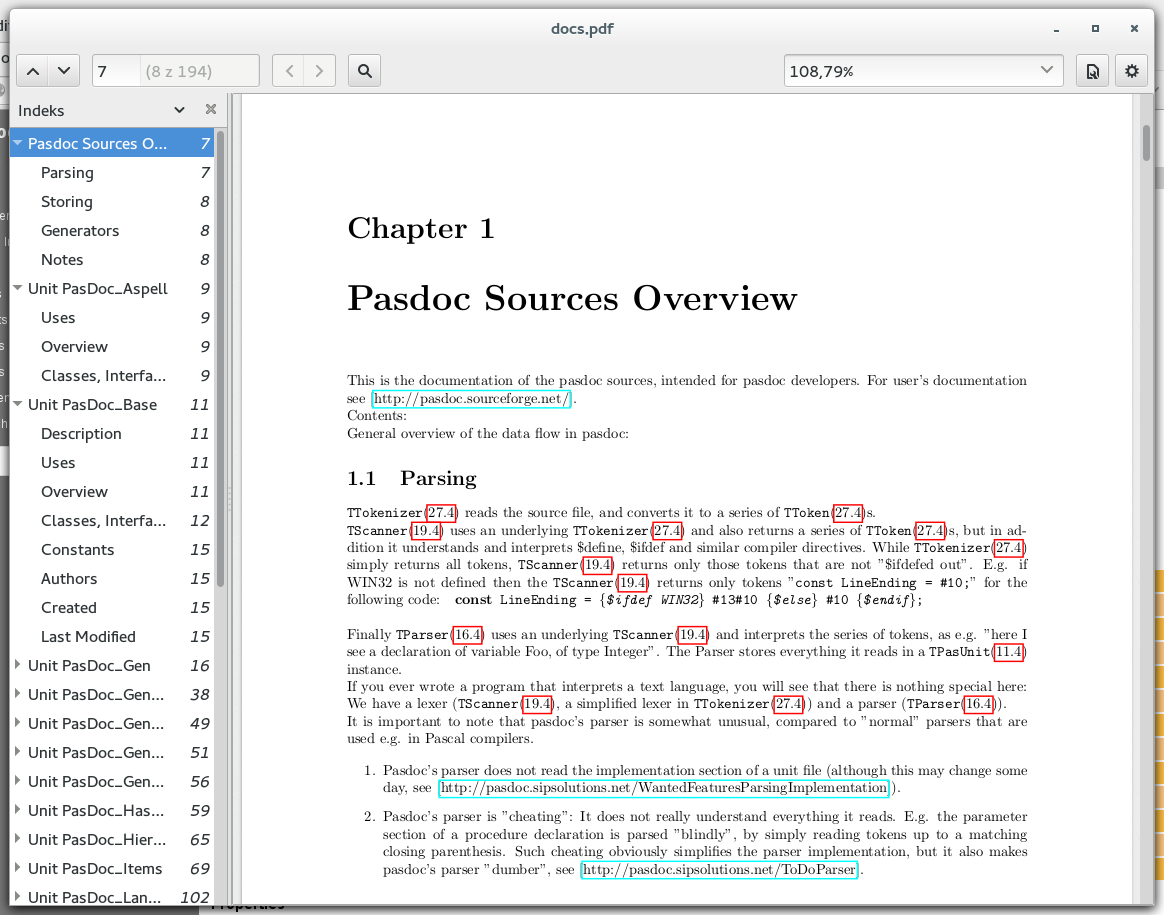 docs.pdf
7 (8 z 194)
108,79%
Indeks
Pasdoc Sources O... 7
Parsing 7
Storing 8
Generators 8
Notes 8
Unit PasDoc_Aspell 9
Uses 9
Overview 9
Classes, Interfa... 9
Unit PasDoc_Base 11
Description 11
Uses 11
Overview 11
Classes, Interfa... 12
Constants 15
Authors 15
Created 15
Last Modified 15
Unit PasDoc_Gen 16
Unit PasDoc_Gen... 38
Unit PasDoc_Gen... 49
Unit PasDoc_Gen... 51
Unit PasDoc_Gen... 56
Unit PasDoc_Has... 59
Unit PasDoc_Hier... 65
Unit PasDoc_Items 69
Unit PasDoc_Lan... 102
Chapter 1
Pasdoc Sources Overview
This is the documentation of the pasdoc sources, intended for pasdoc developers. For user's documentation
see http://pasdoc.sourceforge.net/.
Contents:
General overview of the data flow in pasdoc:
1.1 Parsing
TTokenizer(27.4) reads the source file, and converts it to a series of TToken(27.4)s.
TScanner(19.4) uses an underlying TTokenizer(27.4) and also returns a series of TToken(27.4)s, but in ad-
dition it understands and interprets $define, $ifdef and similar compiler directives. While TTokenizer(27.4)
simply returns all tokens, TScanner(19.4) returns only those tokens that are not "$ifdefed out". E.g. if
WIN32 is not defined then the TScanner(19.4) returns only tokens "const LineEnding = #10;" for the
following code: const LineEnding = {$ifdef WIN32} #13#10 {$else} #10 {$endif};
Finally TParser(16.4) uses an underlying TScanner(19.4) and interprets the series of tokens, as e.g. "here I
see a declaration of variable Foo, of type Integer". The Parser stores everything it reads in a TPasUnit(11.4)
instance.
If you ever wrote a program that interprets a text language, you will see that there is nothing special here:
We have a lexer (TScanner(19.4), a simplified lexer in TTokenizer(27.4)) and a parser (TParser(16.4)).
It is important to note that pasdoc's parser is somewhat unusual, compared to "normal" parsers that are
used e.g. in Pascal compilers.
1. Pasdoc's parser does not read the implementation section of a unit file (although this may change some
day, see http://pasdoc.sipsolutions.net/WantedFeaturesParsingImplementation).
2. Pasdoc's parser is "cheating": It does not really understand everything it reads. E.g. the parameter
section of a procedure declaration is parsed "blindly", by simply reading tokens up to a matching
closing parenthesis. Such cheating obviously simplifies the parser implementation, but it also makes
pasdoc's parser "dumber", see http://pasdoc.sipsolutions.net/ToDoParser.